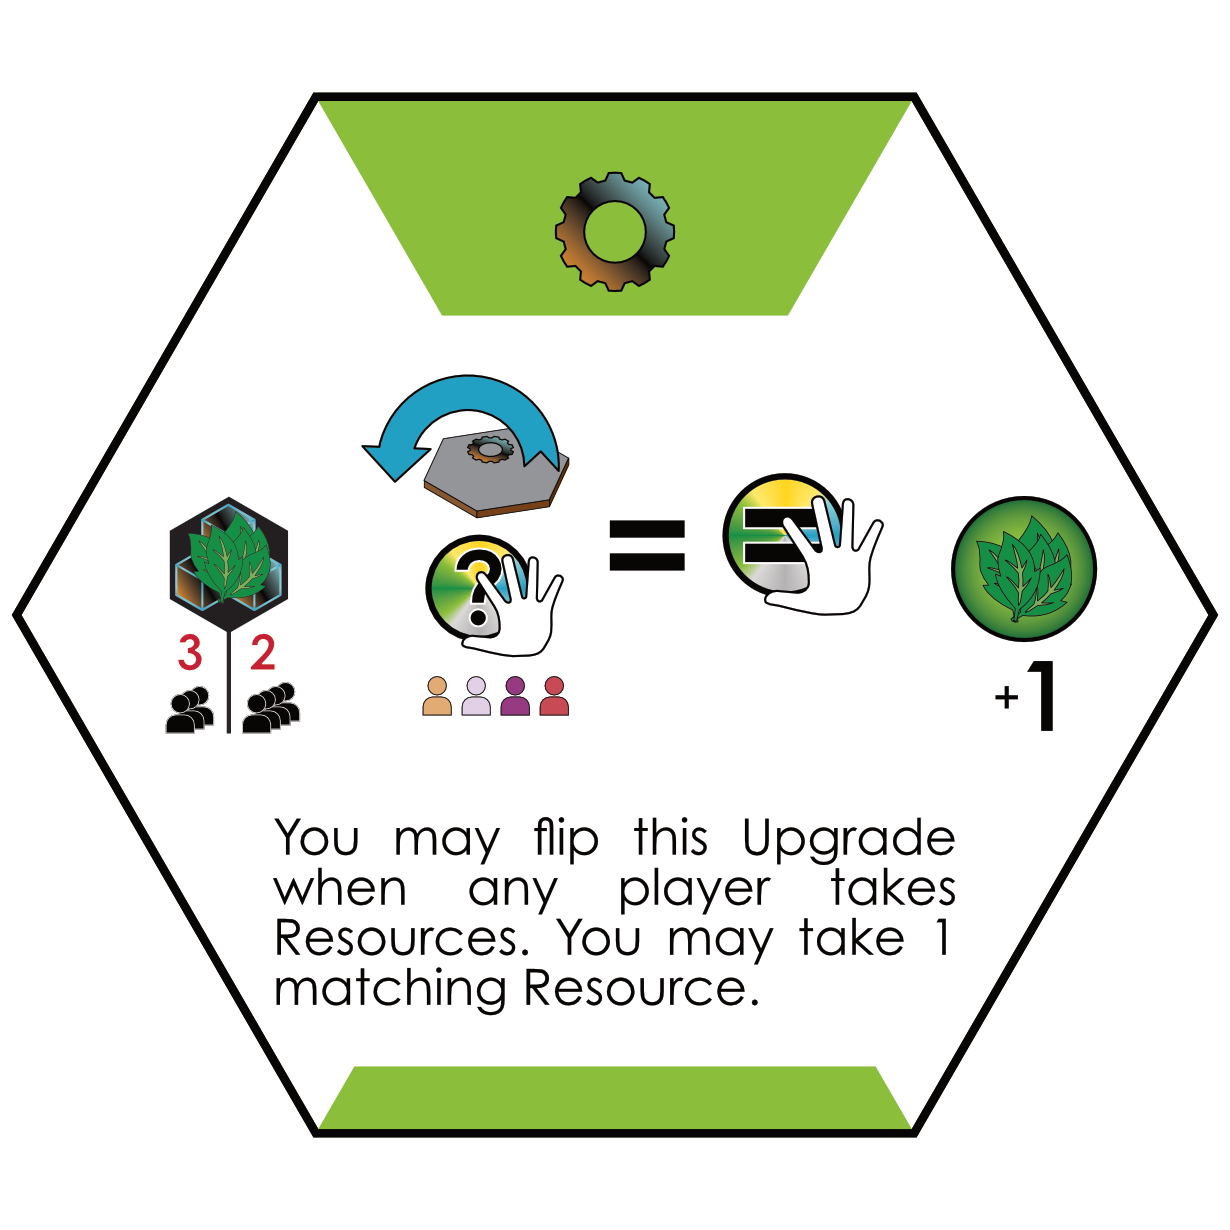 3 2
?
=
=
+1
You may flip this Upgrade
when any player takes
Resources. You may take 1
matching Resource.